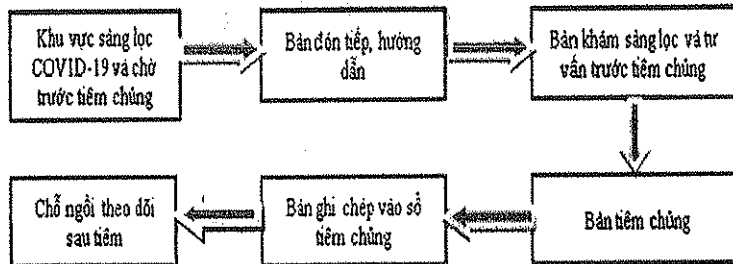 Khu vực sàng lọc
COVID-19 và chờ
trước tiêm chủng
Bàn đón tiếp, hướng
dẫn
Bàn khám sàng lọc và tư
vấn trước tiêm chủng
Bàn tiêm chủng
Bàn ghi chép vào sổ
tiêm chủng
Chỗ ngồi theo dõi
sau tiêm